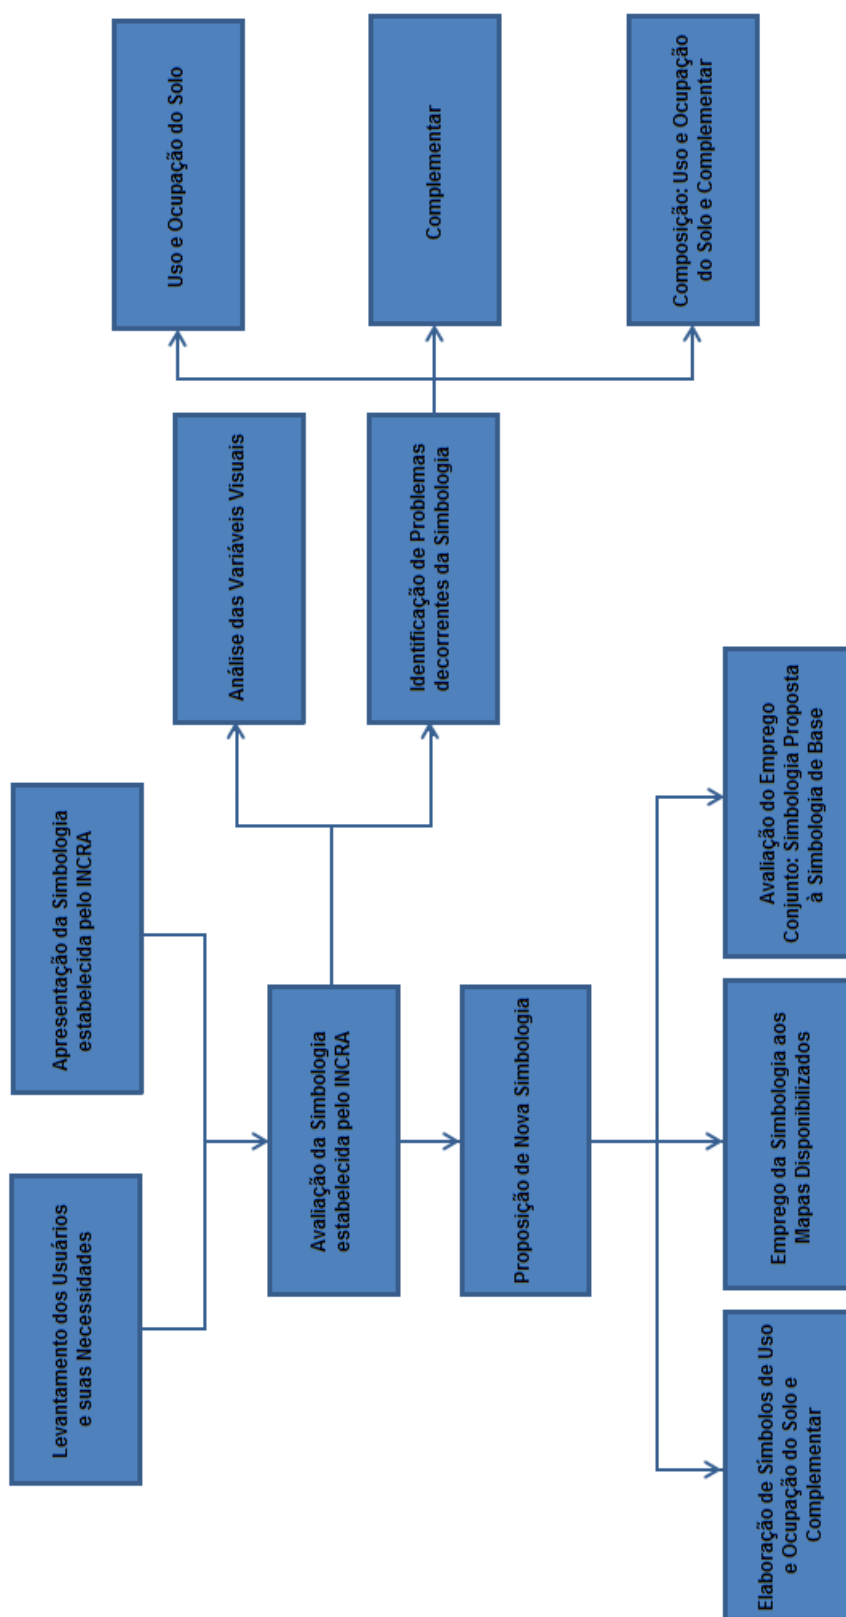 Levantamento dos Usuários
e suas Necessidades
Apresentação da Simbologia
estabelecida pelo INCRA
Avaliação da Simbologia
estabelecida pelo INCRA
Análise das Variáveis Visuais
Uso e Ocupação do Solo
Proposição de Nova Simbologia
Identificação de Problemas
decorrentes da Simbologia
Complementar
Composição: Uso e Ocupação
do Solo e Complementar
Elaboração de Símbolos de Uso
e Ocupação do Solo e
Complementar
Emprego da Simbologia aos
Mapas Disponibilizados
Avaliação do Emprego
Conjunto: Simbologia Proposta
à Simbologia de Base